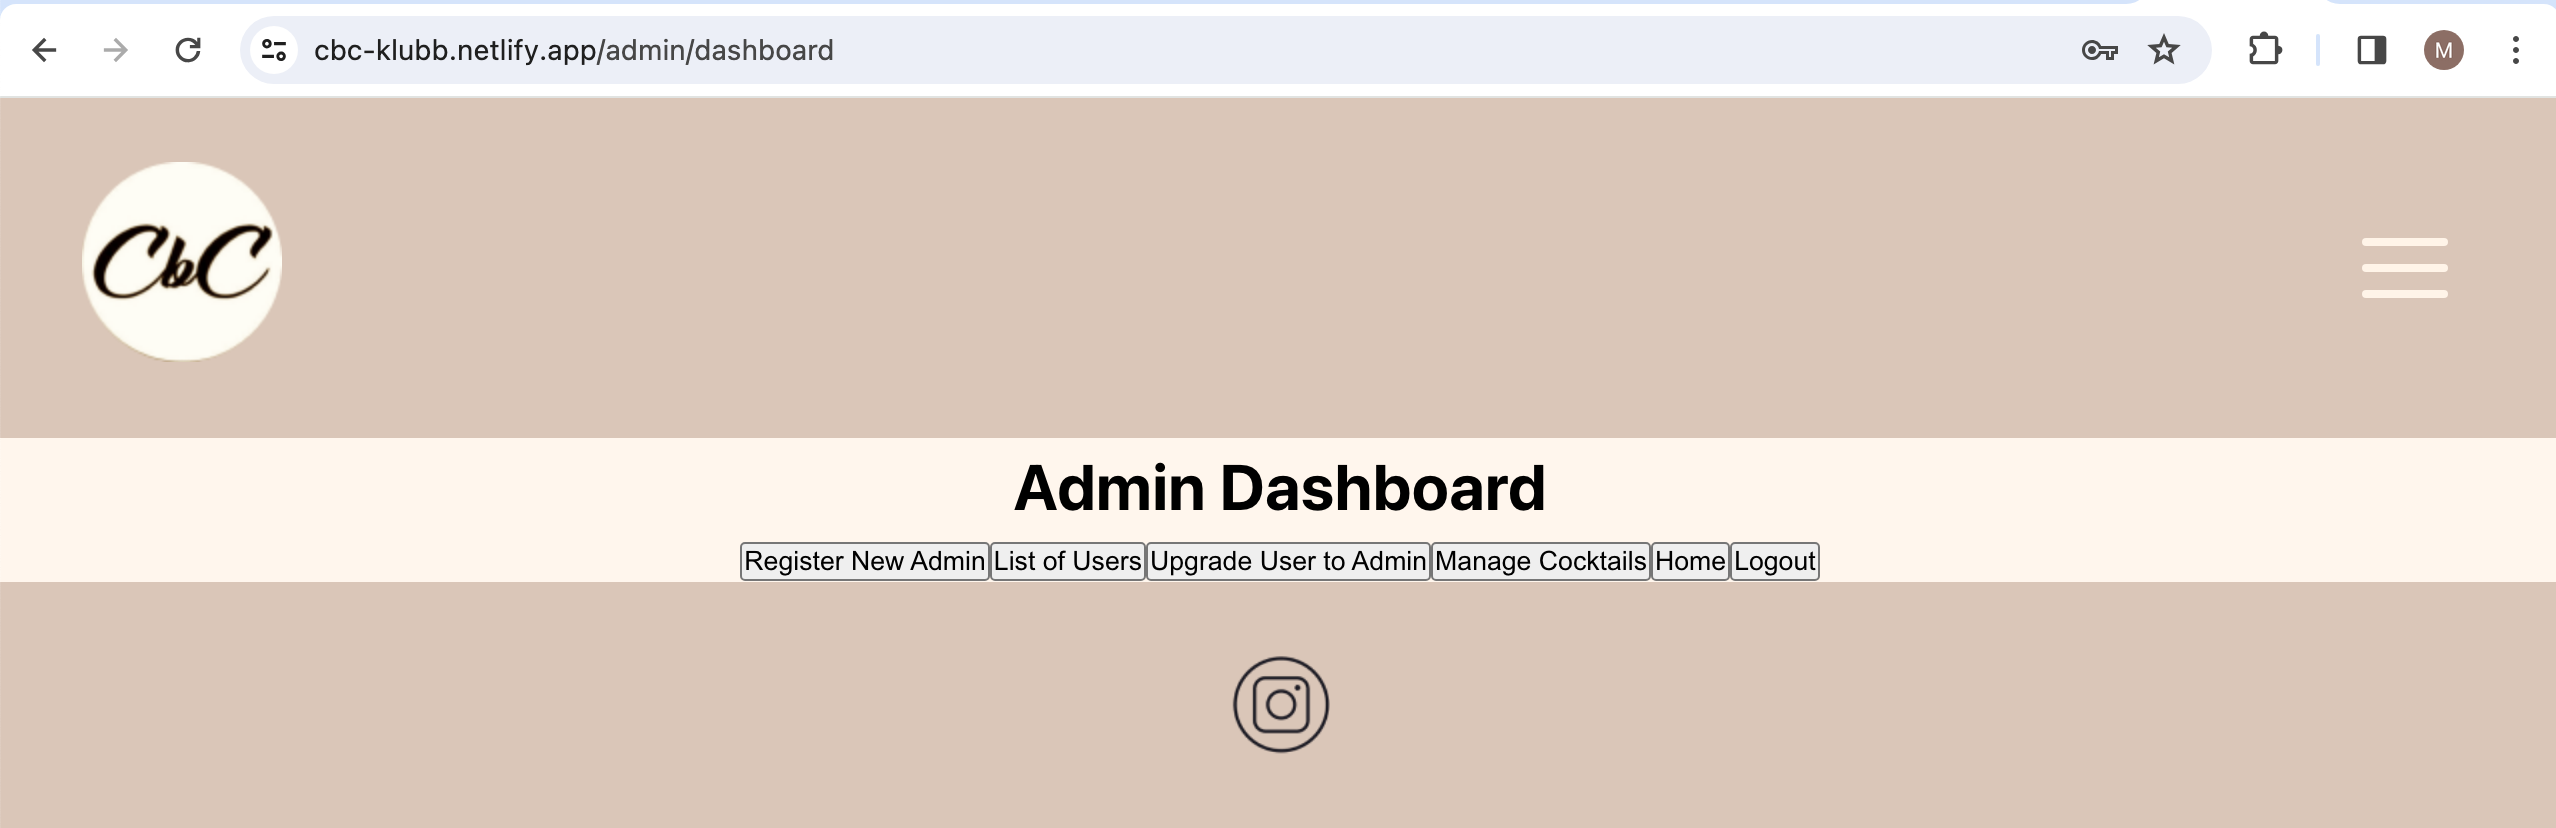 cbc-klubb.netlify.app/admin/dashboard
M
CbC
Admin Dashboard
Register New Admin List of Users Upgrade User to Admin Manage Cocktails Home Logout